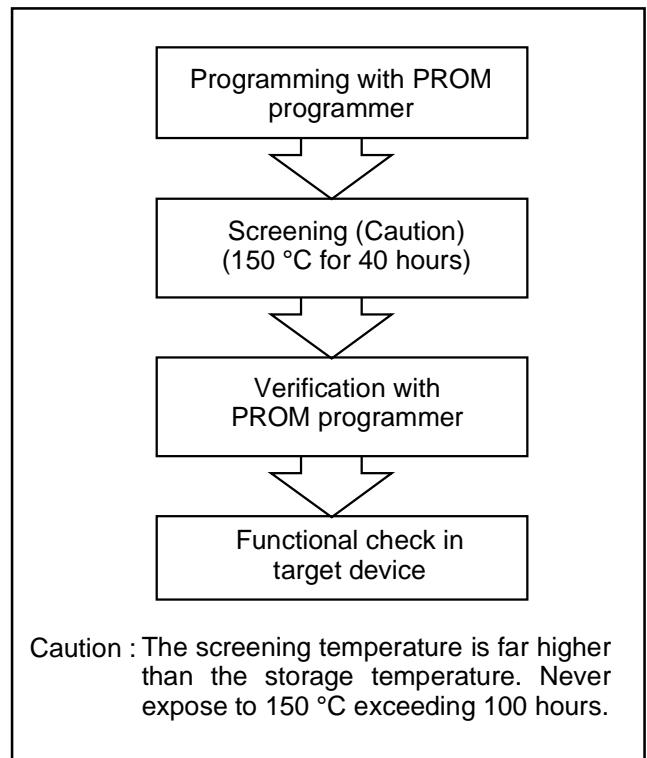 Programming with PROM
programmer
Screening (Caution)
(150 °C for 40 hours)
Verification with
PROM programmer
Functional check in
target device
Caution : The screening temperature is far higher
than the storage temperature. Never
expose to 150 °C exceeding 100 hours.